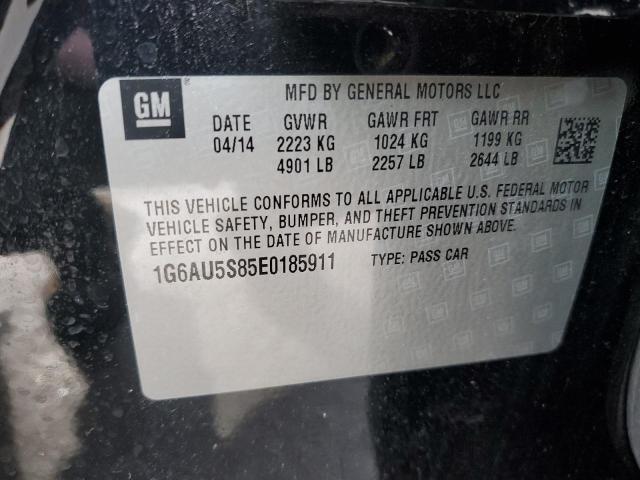 GM
MFD BY GENERAL MOTORS LLC
DATE GVWR GAWR FRT GAWR RR
04/14 2223 KG 1024 KG 1199 KG
4901 LB 2257 LB 2644 LB
THIS VEHICLE CONFORMS TO ALL APPLICABLE U.S. FEDERAL MOTOR
VEHICLE SAFETY, BUMPER, AND THEFT PREVENTION STANDARDS IN
EFFECT ON THE DATE OF MANUFACTURE SHOWN ABOVE.
1G6AU5S85E0185911 TYPE: PASS CAR